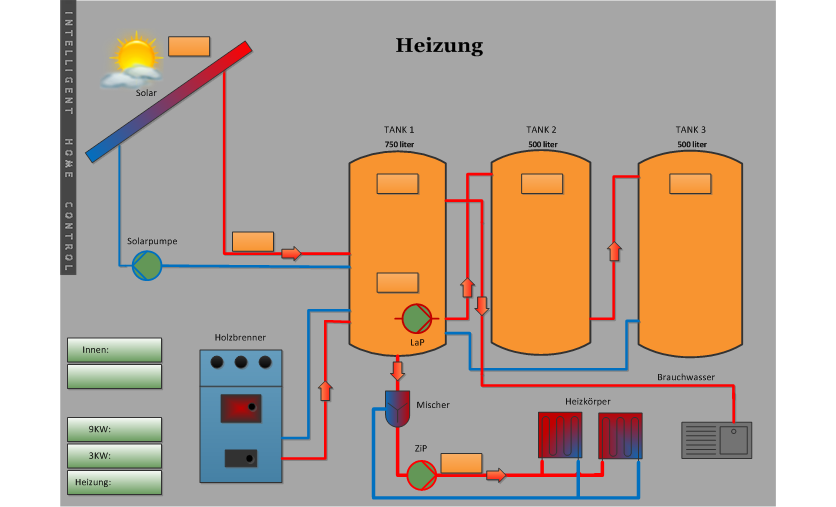 INTELLIGENT HOME CONTROL
Heizung
Solar
TANK 1
750 liter
TANK 2
500 liter
TANK 3
500 liter
Solarpumpe
LaP
Holzbrenner
Innen:
Brauchwasser
Mischer
Heizkörper
9KW:
3KW:
ZiP
Heizung: